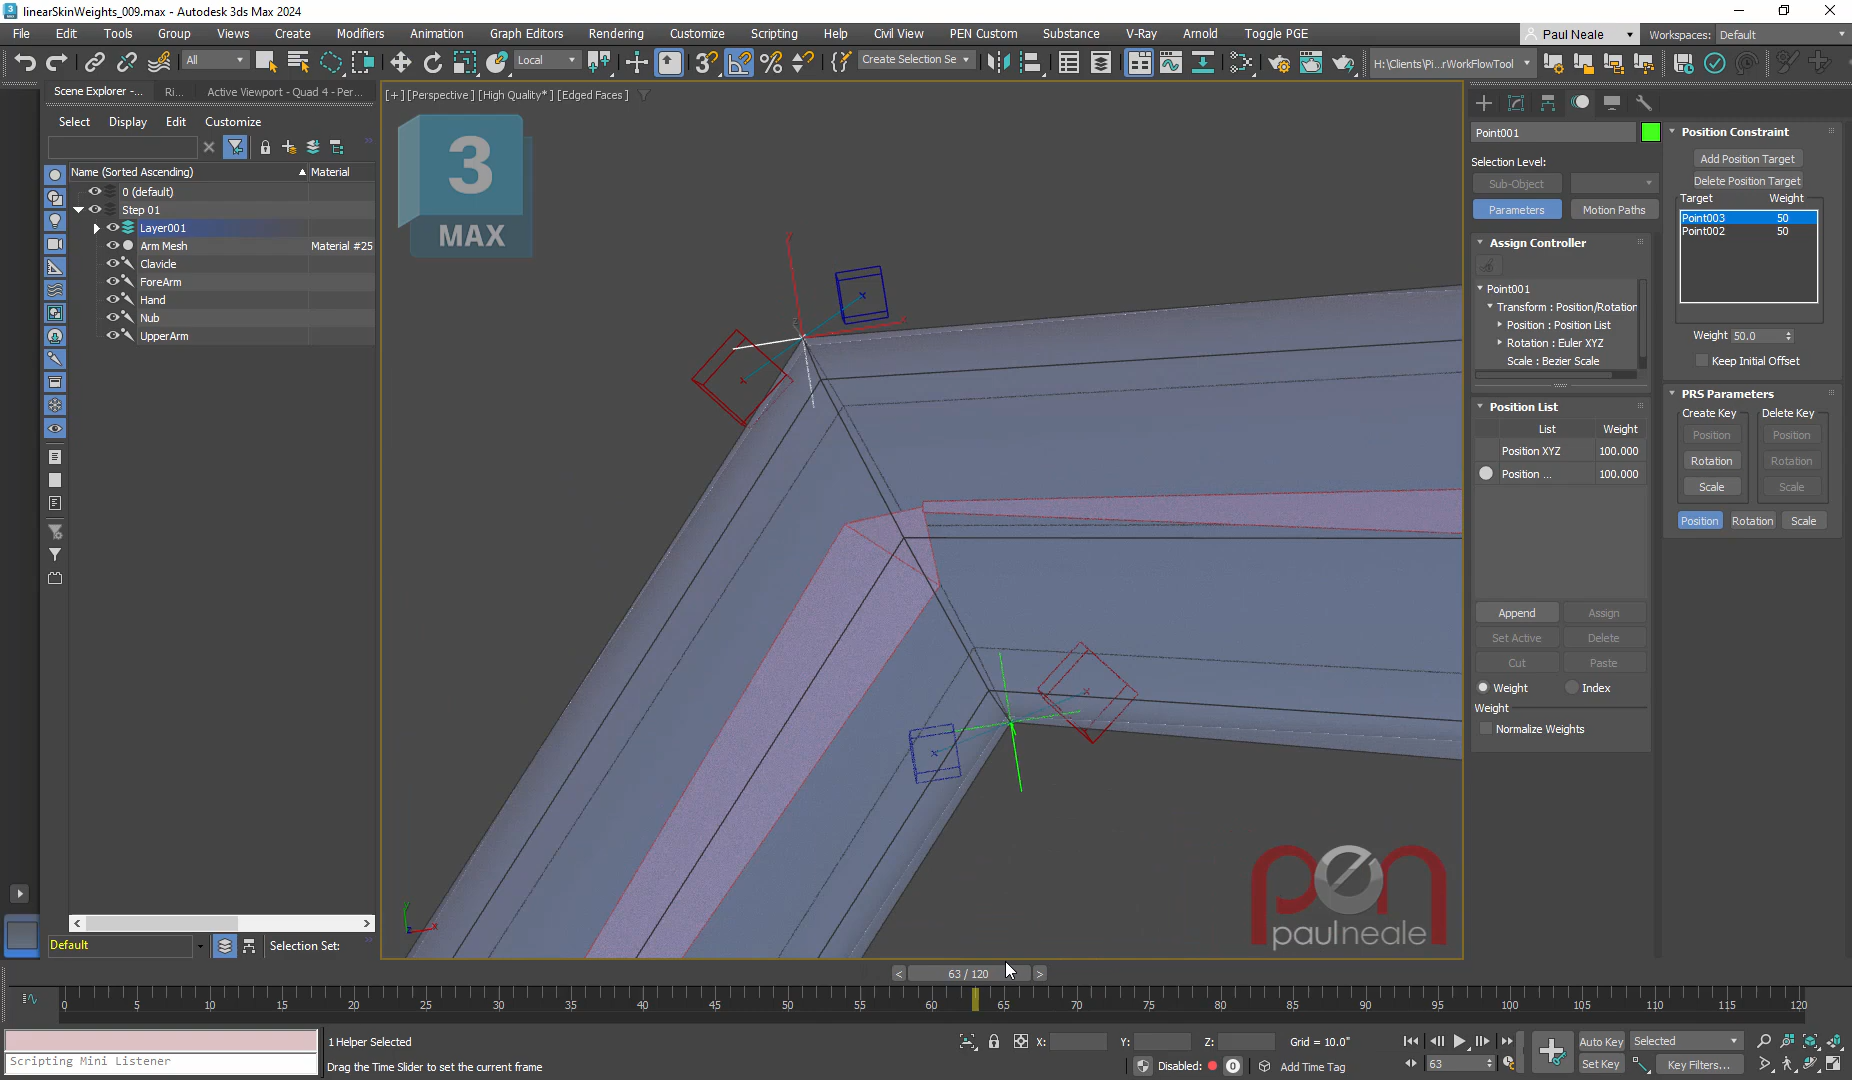 linearSkinWeights_009.max - Autodesk 3ds Max 2024
File Edit Tools Group Views Create Modifiers Animation Graph Editors Rendering Customize Scripting Help Civil View PEN Custom Substance V-Ray Arnold Toggle PGE Paul Neale Workspaces: Default
All Local Create Selection Se H:\Clients\Pi...rWorkFlowTool
Scene Explorer -... Ri... Active Viewport - Quad 4 - Per...
[+] [Perspective] [High Quality*] [Edged Faces]
Select Display Edit Customize
Name (Sorted Ascending) Material
0 (default)
Step 01
Layer001
Arm Mesh Material #25
Clavicle
ForeArm
Hand
Nub
UpperArm
Default Selection Set:
3
MAX
pen
paulneale
Point001
Selection Level:
Sub-Object
Parameters Motion Paths
Assign Controller
Point001
Transform : Position/Rotation
Position : Position List
Rotation : Euler XYZ
Scale : Bezier Scale
Position List
List Weight
Position XYZ 100.000
Position ... 100.000
Append Assign
Set Active Delete
Cut Paste
Weight Index
Weight
Normalize Weights
Position Constraint
Add Position Target
Delete Position Target
Target Weight
Point003 50
Point002 50
Weight 50.0
Keep Initial Offset
PRS Parameters
Create Key Delete Key
Position Position
Rotation Rotation
Scale Scale
Position Rotation Scale
< 63 / 120 >
0 5 10 15 20 25 30 35 40 45 50 55 60 65 70 75 80 85 90 95 100 105 110 115 120
1 Helper Selected X: Y: Z: Grid = 10.0" Auto Key Selected
Scripting Mini Listener Drag the Time Slider to set the current frame Disabled: 0 Add Time Tag 63 Set Key Key Filters...